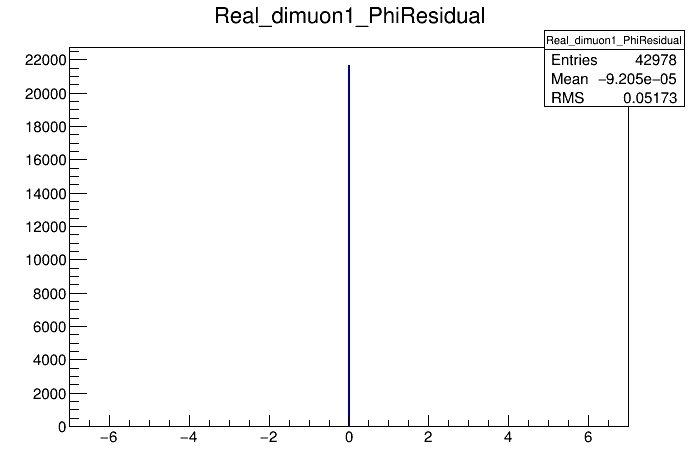 Real_dimuon1_PhiResidual
Real_dimuon1_PhiResidual
Entries 42978
Mean −9.205e−05
RMS 0.05173
22000
20000
18000
16000
14000
12000
10000
8000
6000
4000
2000
0
−6 −4 −2 0 2 4 6